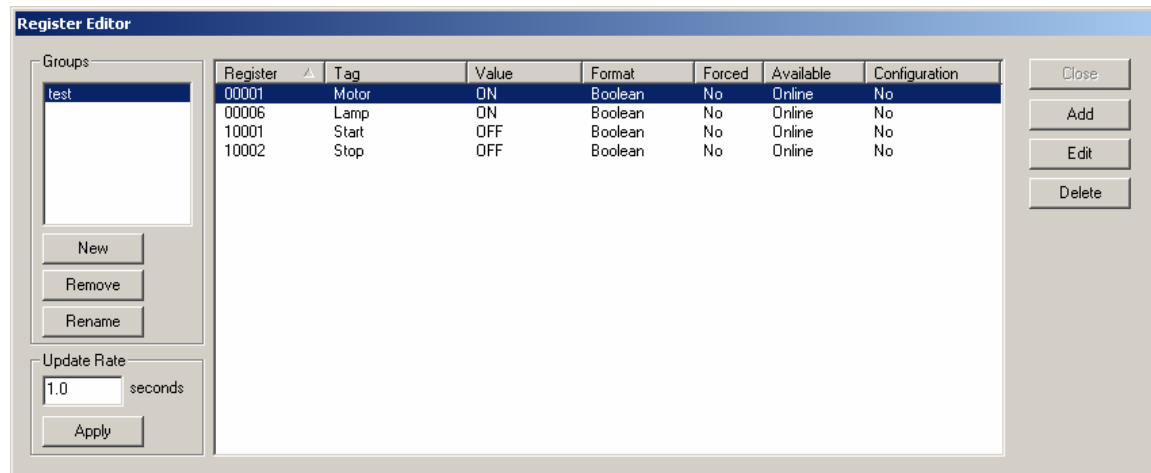 Register Editor
Groups
test
New
Remove
Rename
Update Rate
1.0 seconds
Apply
Register Tag Value Format Forced Available Configuration
00001 Motor ON Boolean No Online No
00006 Lamp ON Boolean No Online No
10001 Start OFF Boolean No Online No
10002 Stop OFF Boolean No Online No
Close
Add
Edit
Delete